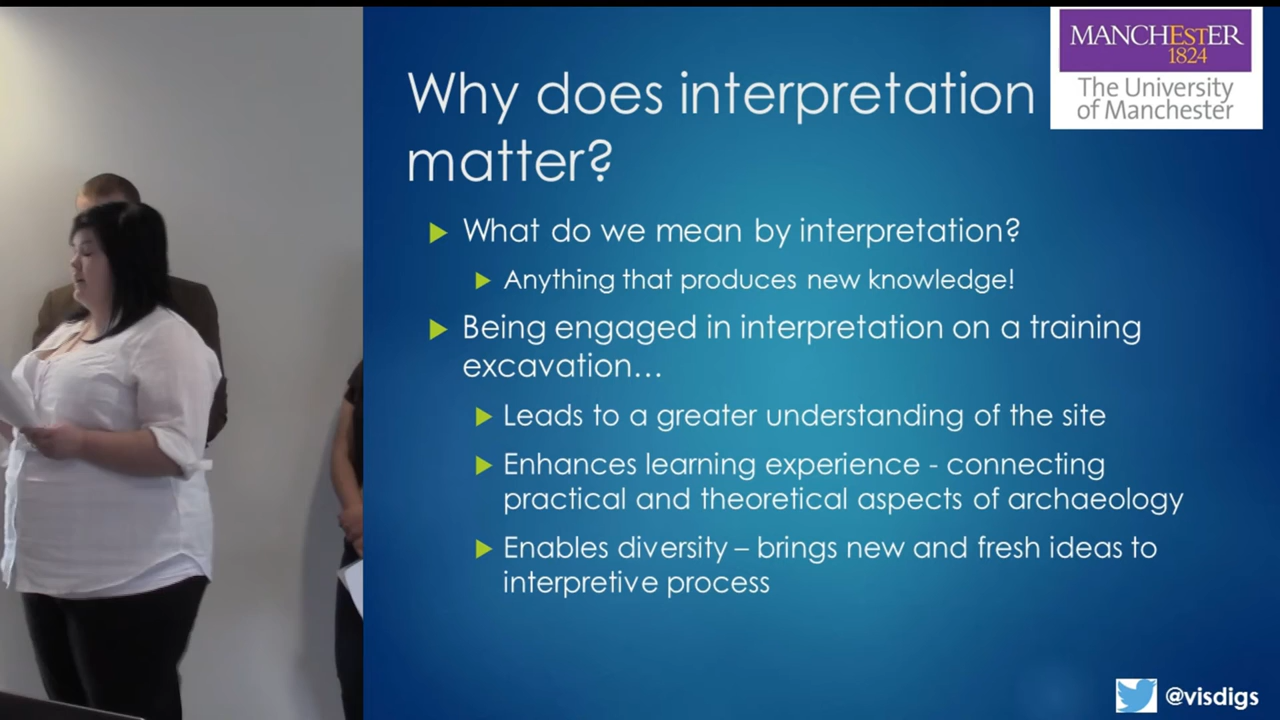 MANCHEStER
1824
The University
of Manchester
Why does interpretation
matter?
What do we mean by interpretation?
Anything that produces new knowledge!
Being engaged in interpretation on a training
excavation…
Leads to a greater understanding of the site
Enhances learning experience - connecting
practical and theoretical aspects of archaeology
Enables diversity – brings new and fresh ideas to
interpretive process
@visdigs